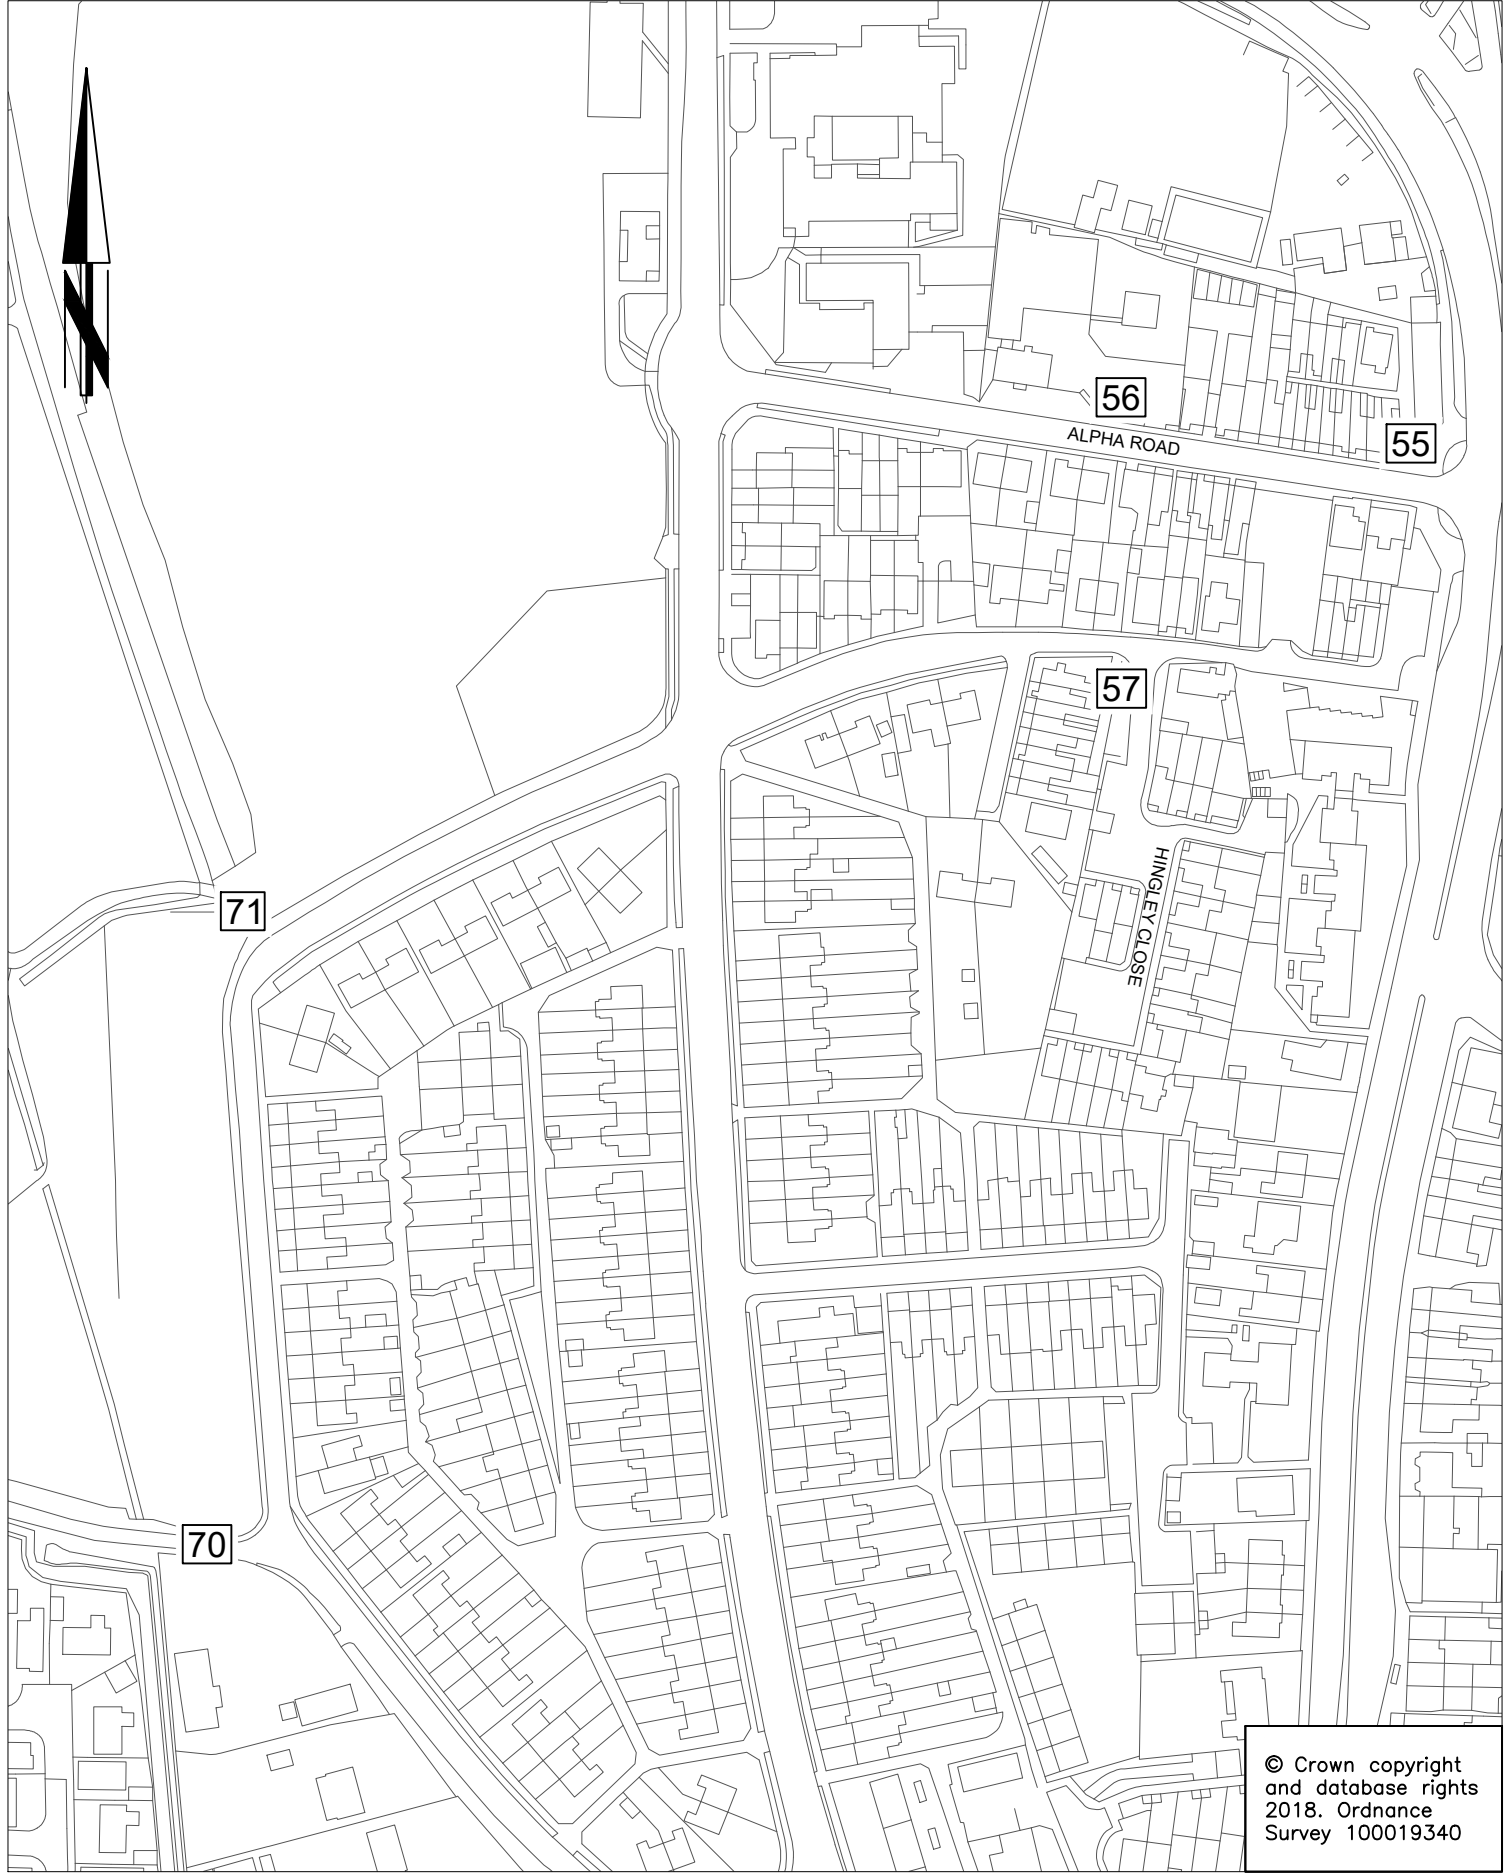 N
56
ALPHA ROAD
55
57
HINGLEY CLOSE
71
70
© Crown copyright
and database rights
2018. Ordnance
Survey 100019340